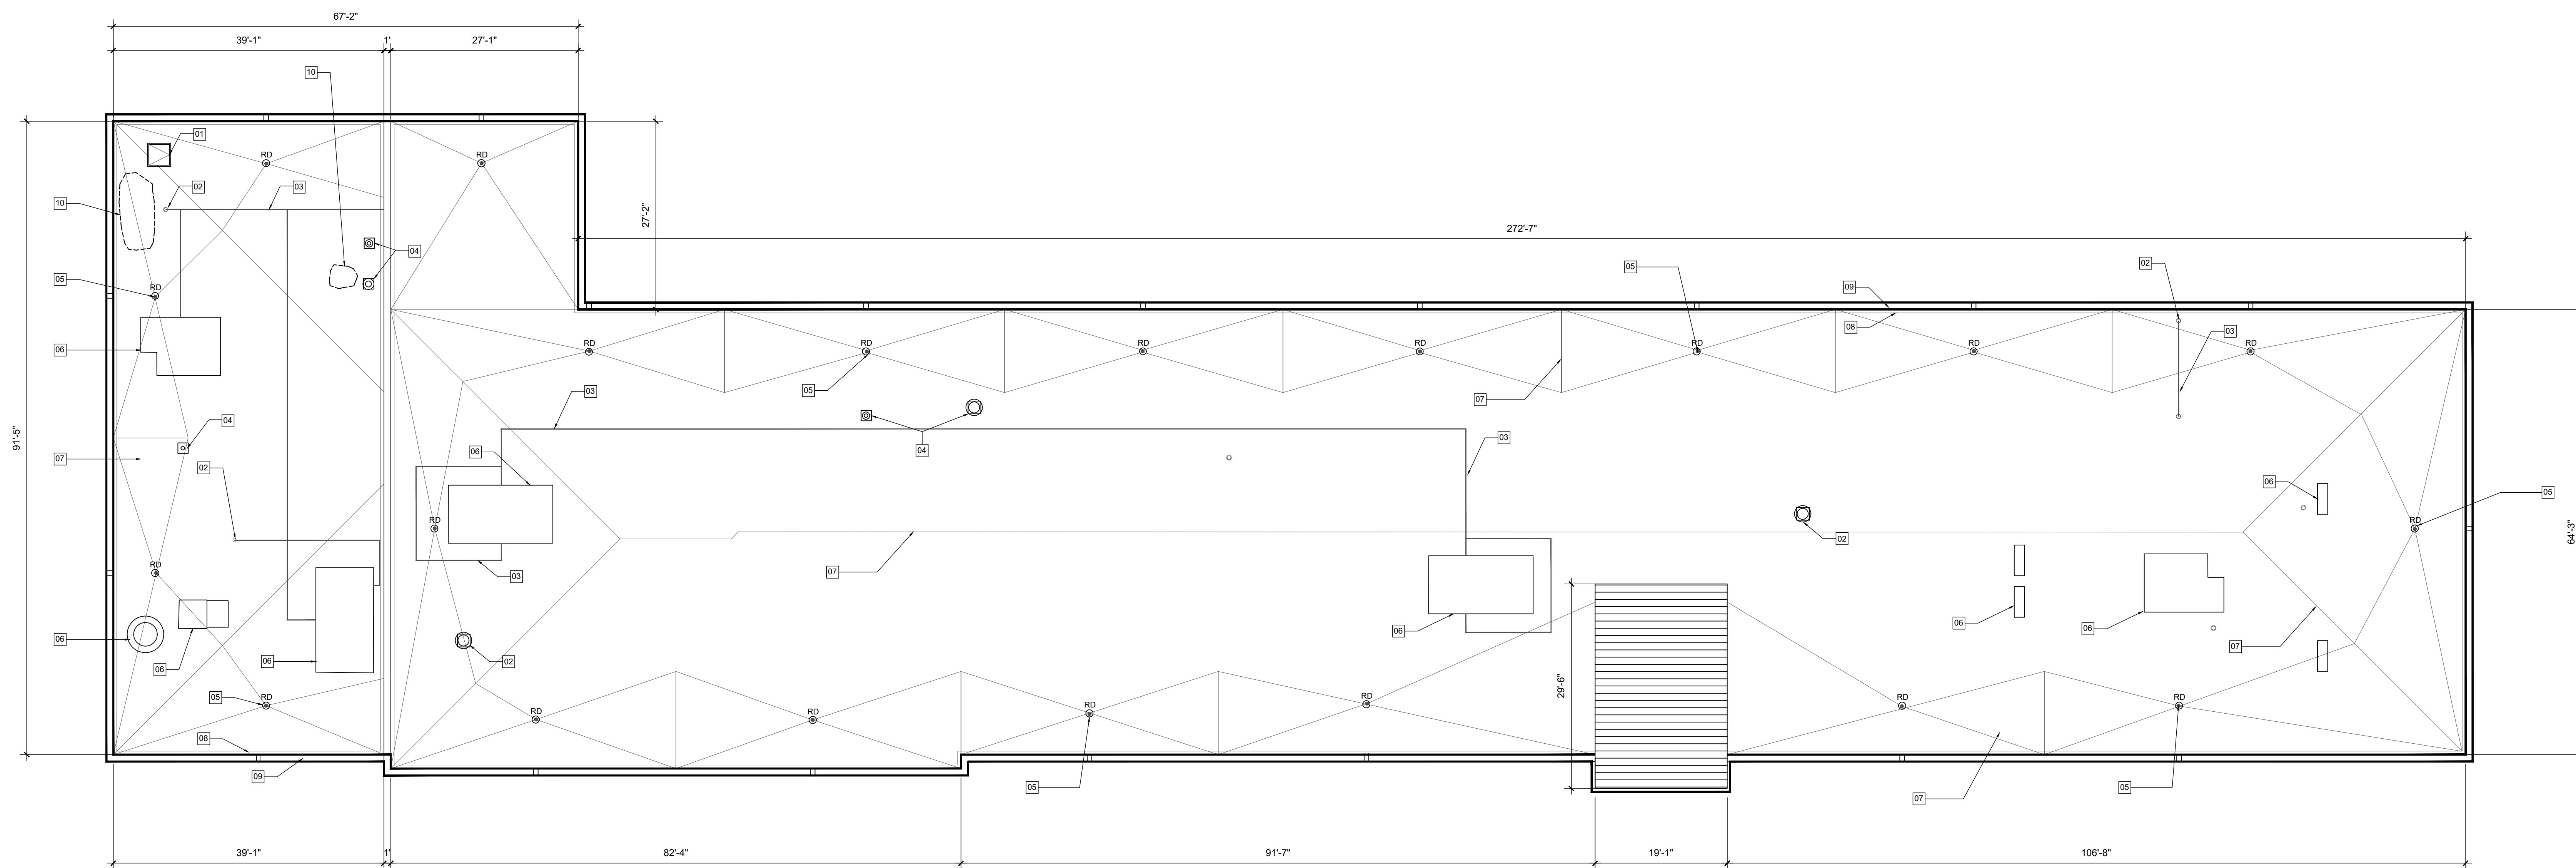 67'-2"
39'-1" 1' 27'-1"
10
01
RD RD
02 03
10
27'-2"
272'-7"
04
05 02
05 RD
09
08 03
06
RD RD RD RD RD RD RD
05 03 07
04
91'-5"
07 02 06 04 03
06 05
RD RD
02
64'-3"
RD 07 03
06 06 06
06 02 07
06 06
29'-6"
05 RD
RD RD RD RD RD RD
08
09
05 07 05
39'-1" 1' 82'-4" 91'-7" 19'-1" 106'-8"